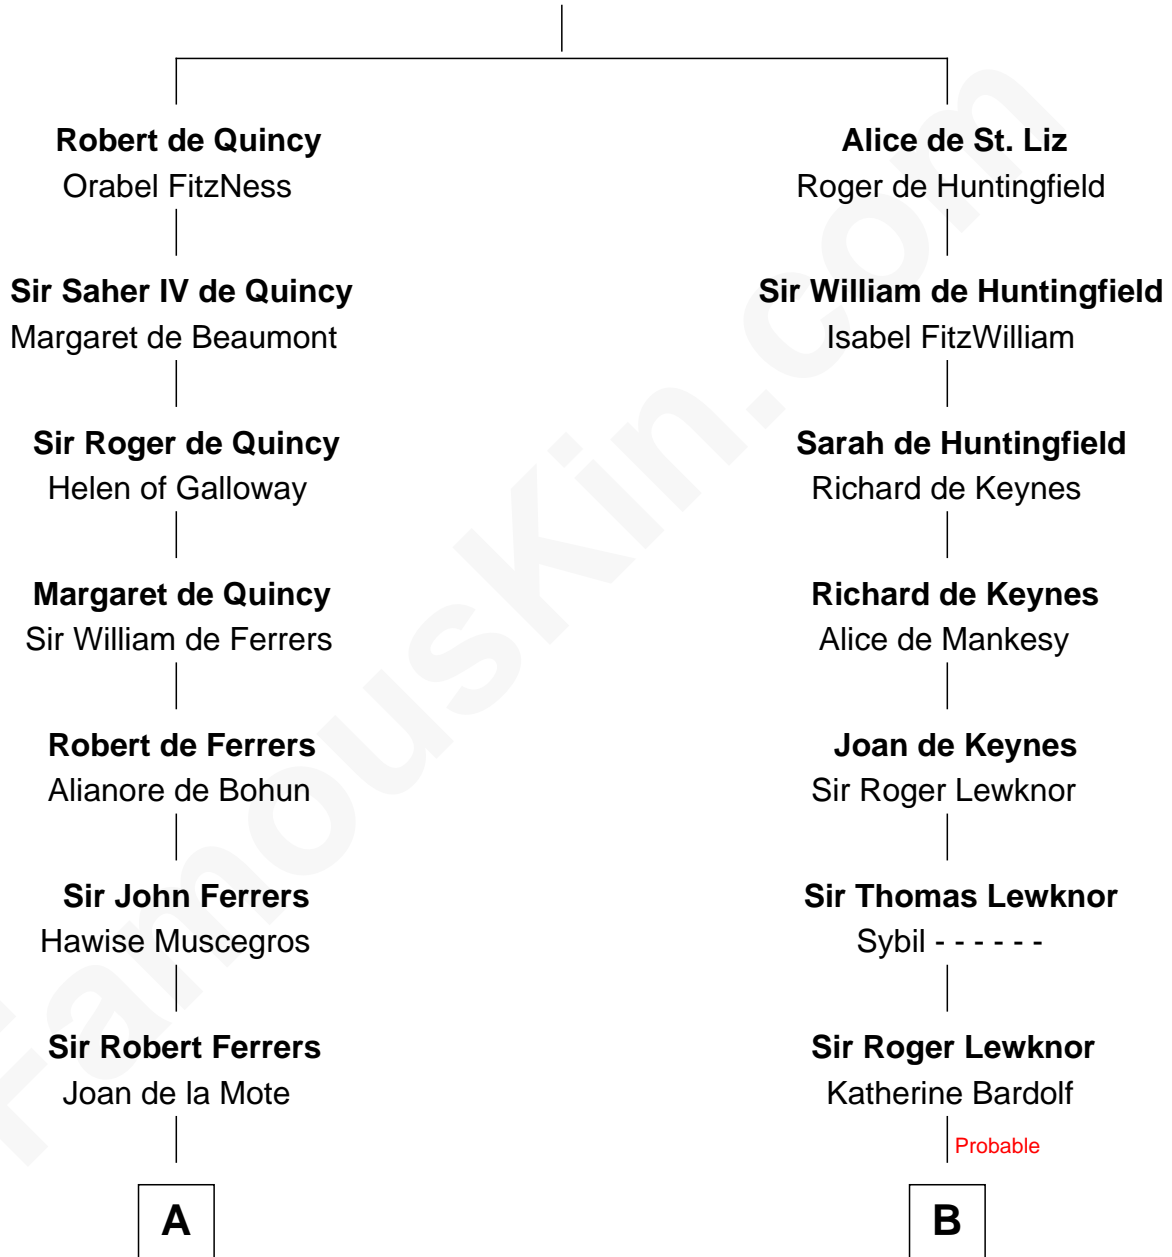 Robert de Quincy
Orabel FitzNess
Sir Saher IV de Quincy
Margaret de Beaumont
Sir Roger de Quincy
Helen of Galloway
Margaret de Quincy
Sir William de Ferrers
Robert de Ferrers
Alianore de Bohun
Sir John Ferrers
Hawise Muscegros
Sir Robert Ferrers
Joan de la Mote
A
Alice de St. Liz
Roger de Huntingfield
Sir William de Huntingfield
Isabel FitzWilliam
Sarah de Huntingfield
Richard de Keynes
Richard de Keynes
Alice de Mankesy
Joan de Keynes
Sir Roger Lewknor
Sir Thomas Lewknor
Sybil - - - - - -
Sir Roger Lewknor
Katherine Bardolf
Probable
B
FamousKin.com